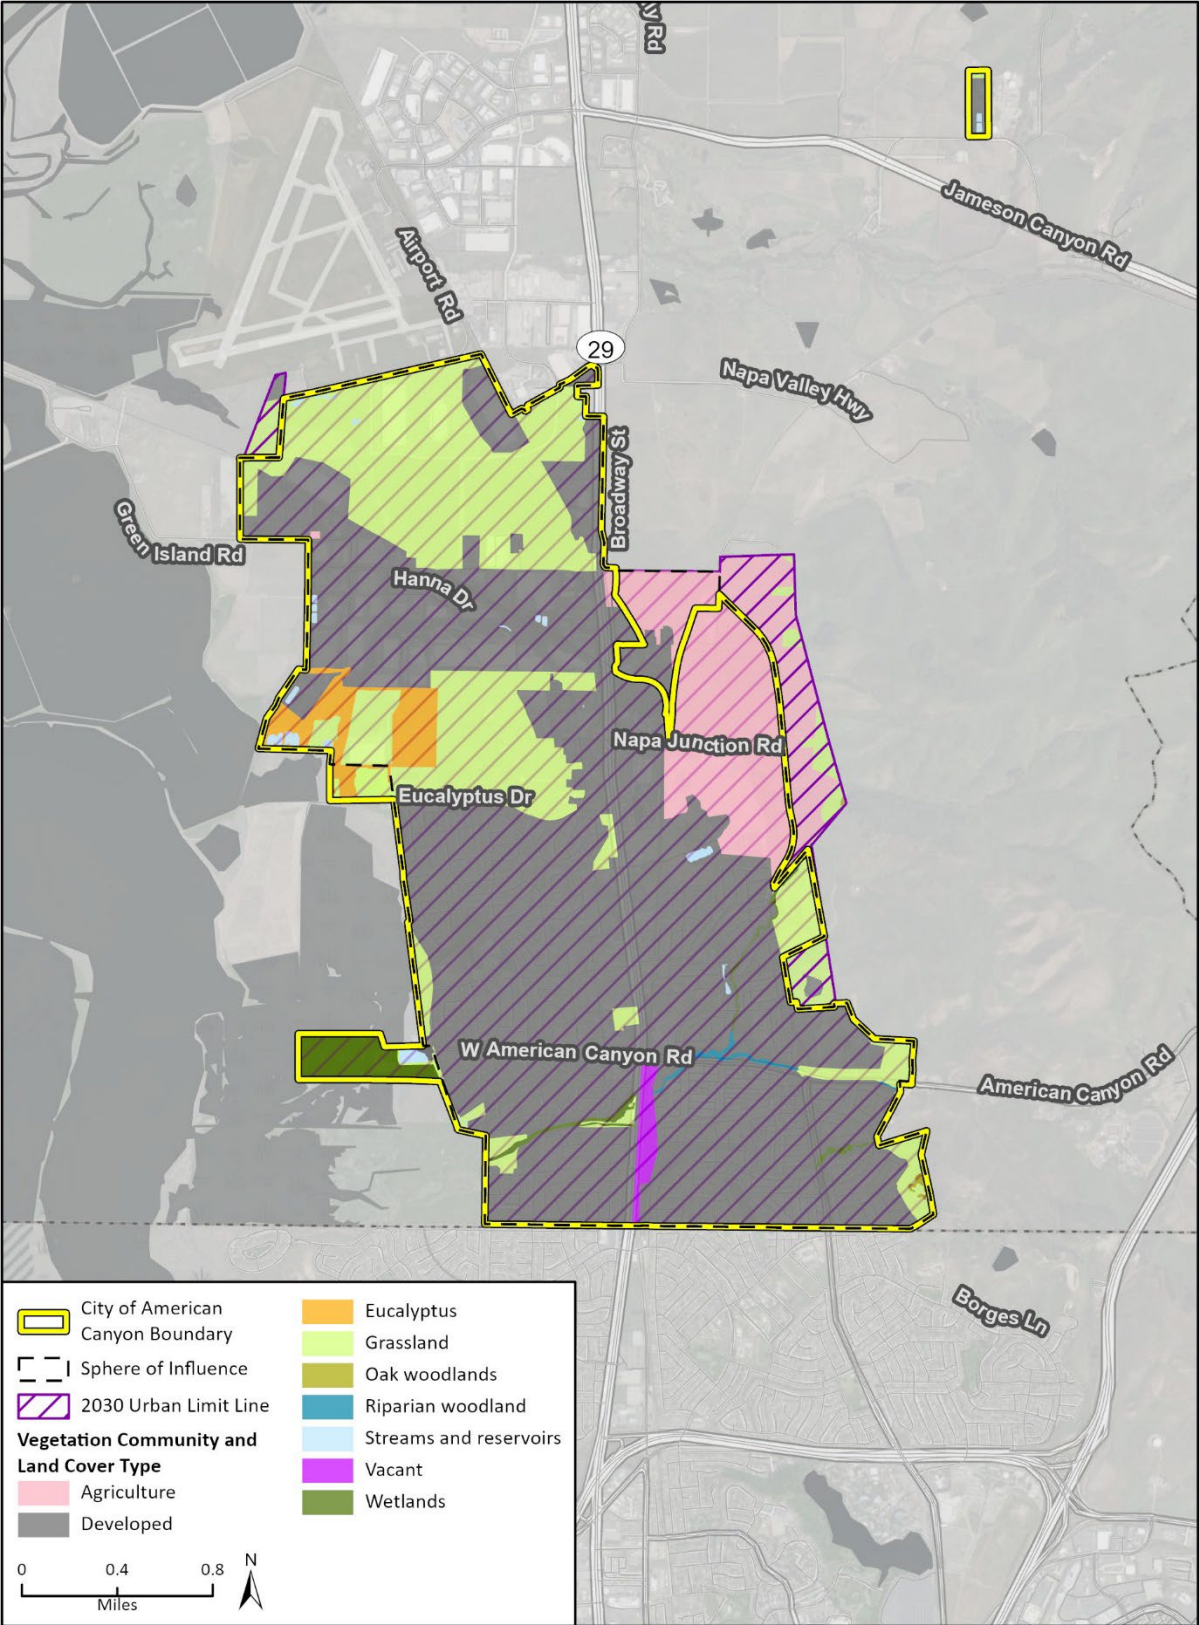 y Rd
Jameson Canyon Rd
Airport Rd
29
Napa Valley Hwy
Broadway St
Green Island Rd
Hanna Dr
Napa Junction Rd
Eucalyptus Dr
W American Canyon Rd
American Canyon Rd
Borges Ln
City of American
Canyon Boundary
Sphere of Influence
2030 Urban Limit Line
Vegetation Community and
Land Cover Type
Agriculture
Developed
Eucalyptus
Grassland
Oak woodlands
Riparian woodland
Streams and reservoirs
Vacant
Wetlands
0 0.4 0.8
Miles
N